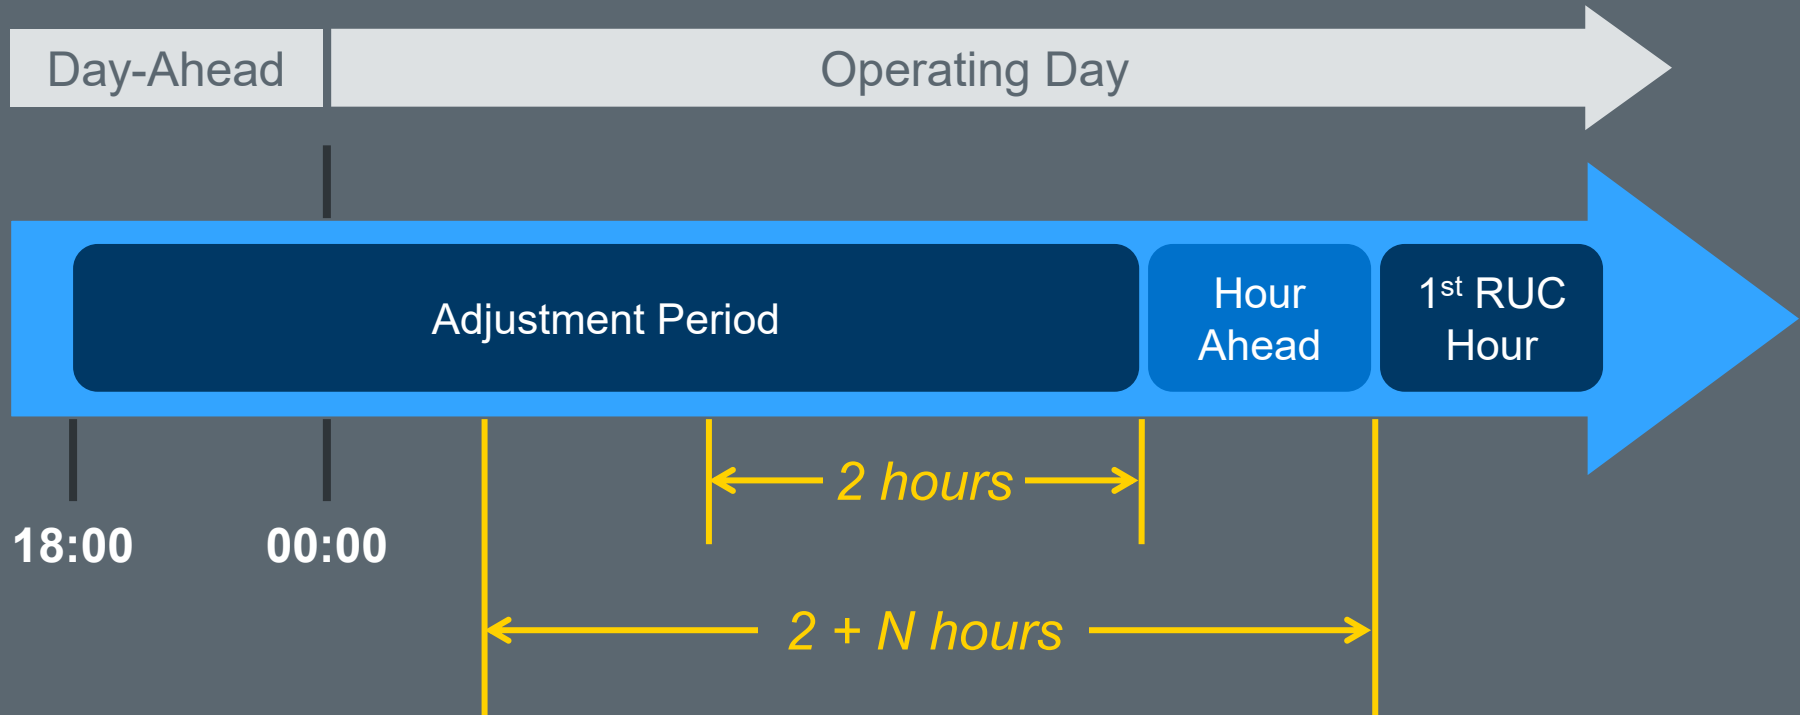 Day-Ahead
Operating Day
Adjustment Period
Hour
Ahead
1st RUC
Hour
2 hours
18:00
00:00
2 + N hours